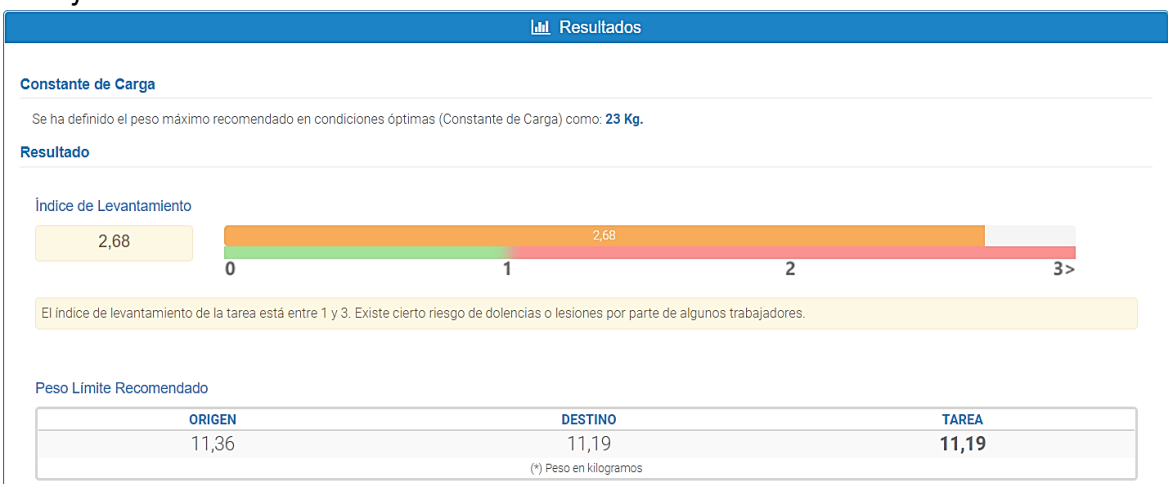 Resultados
Constante de Carga
Se ha definido el peso máximo recomendado en condiciones óptimas (Constante de Carga) como: 23 Kg.
Resultado
Índice de Levantamiento
2,68
2,68
0 1 2 3>
El índice de levantamiento de la tarea está entre 1 y 3. Existe cierto riesgo de dolencias o lesiones por parte de algunos trabajadores.
Peso Límite Recomendado
ORIGEN DESTINO TAREA
11,36 11,19 11,19
(*) Peso en kilogramos